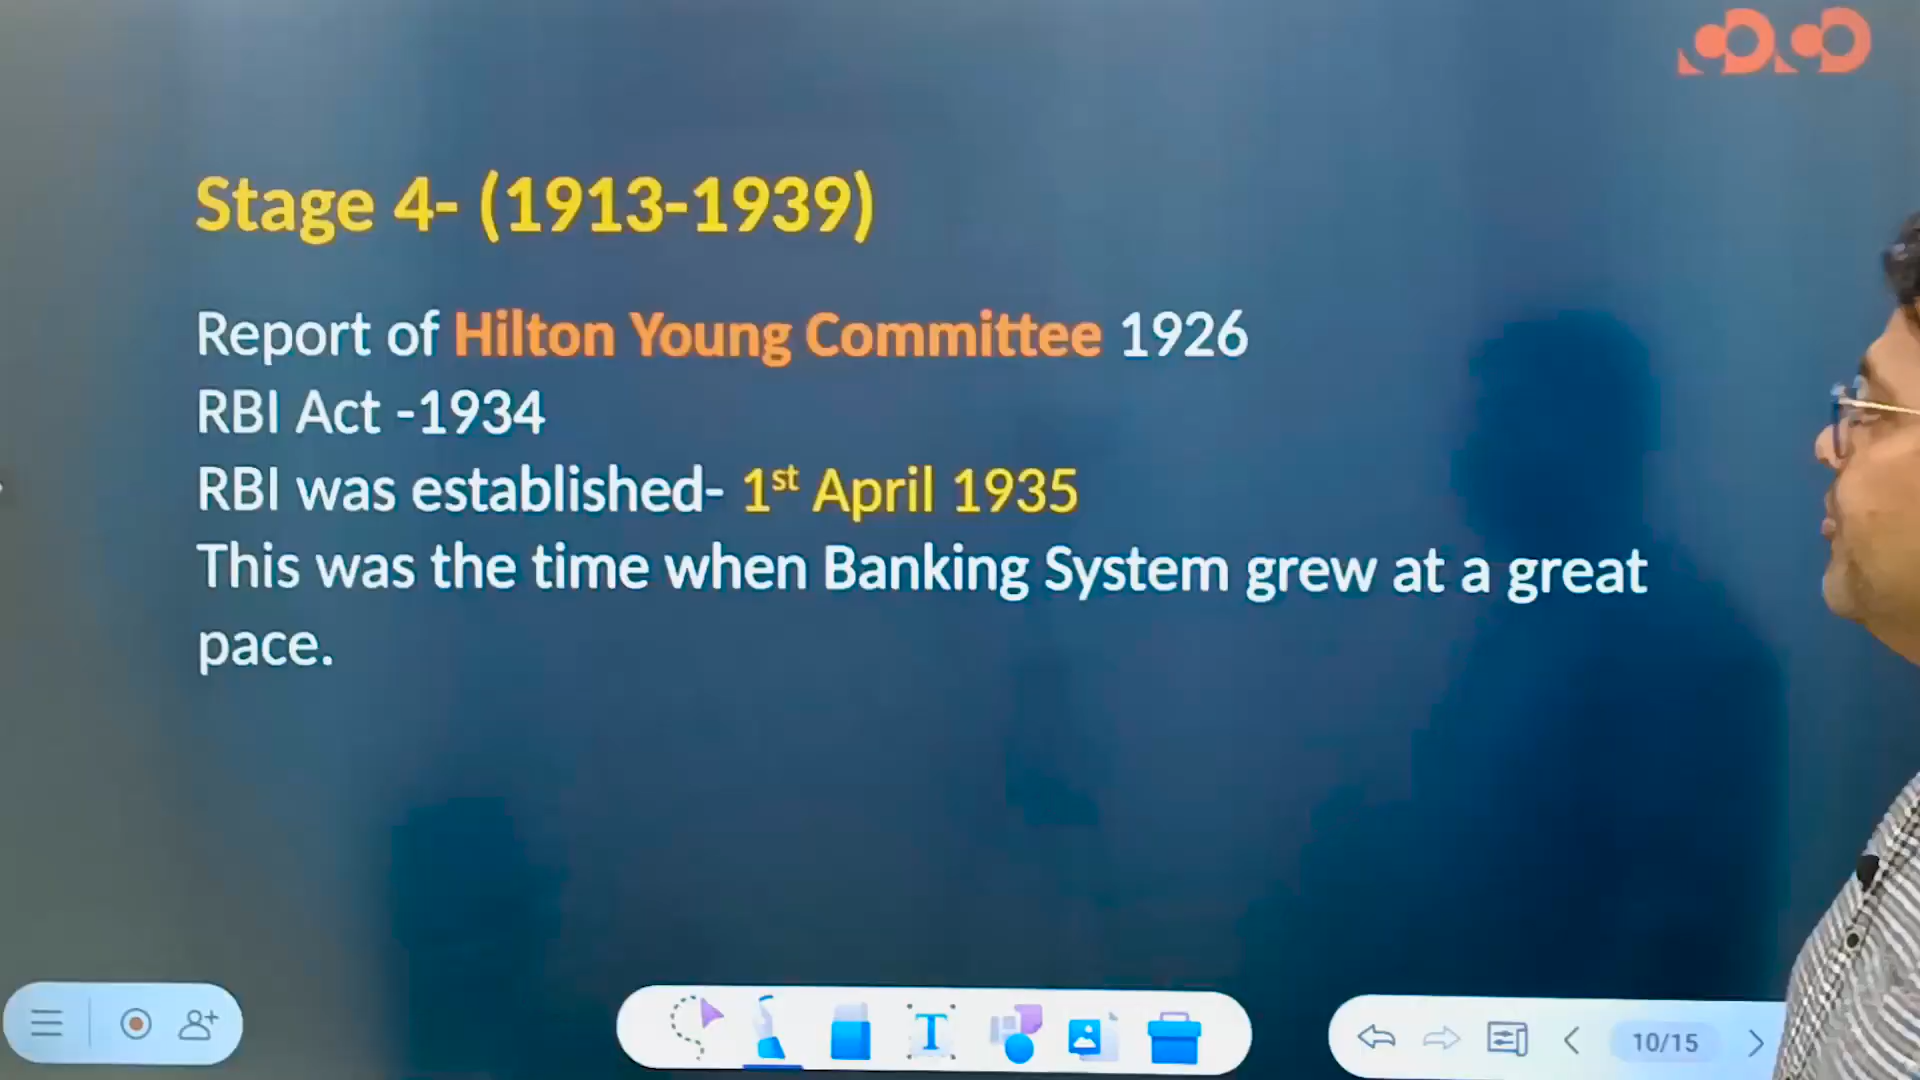 Stage 4- (1913-1939)
Report of Hilton Young Committee 1926
RBI Act -1934
RBI was established- 1st April 1935
This was the time when Banking System grew at a great
pace.
T
10/15